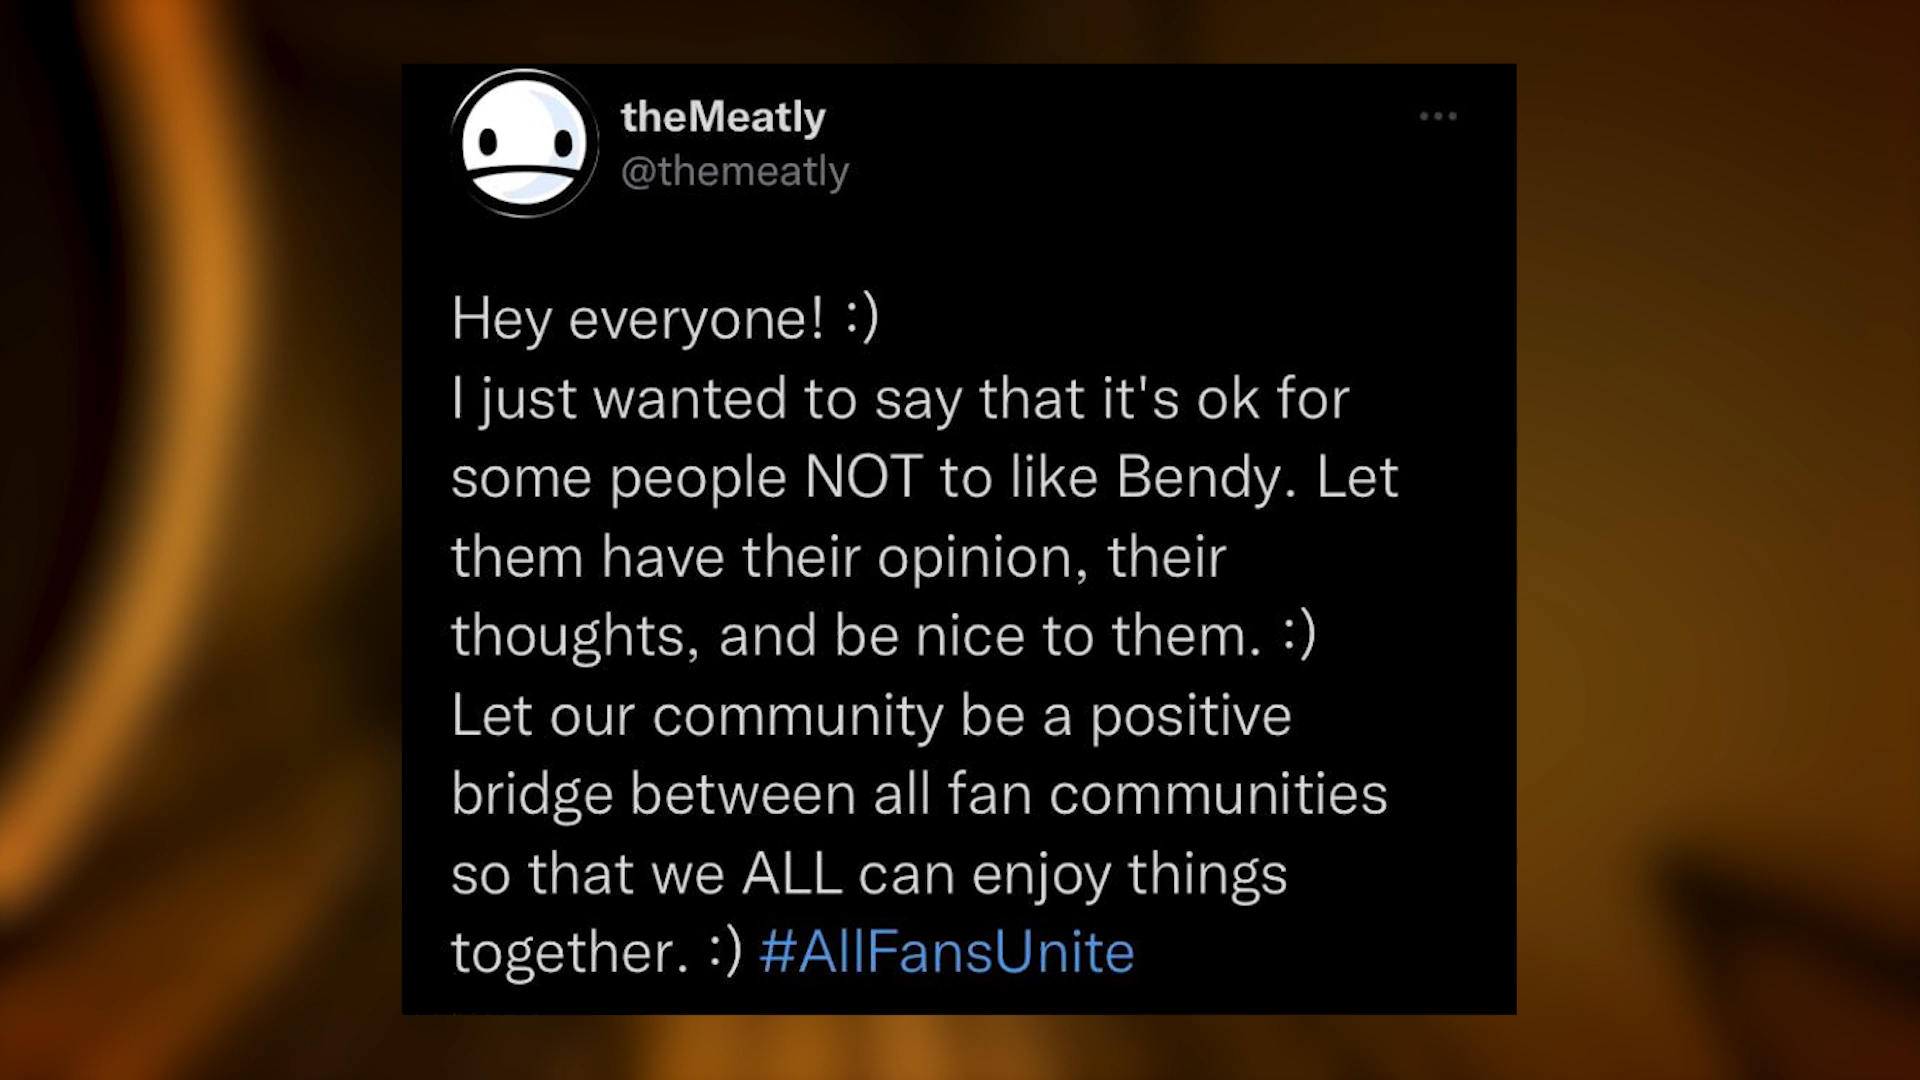 theMeatly
@themeatly
Hey everyone! :)
I just wanted to say that it's ok for
some people NOT to like Bendy. Let
them have their opinion, their
thoughts, and be nice to them. :)
Let our community be a positive
bridge between all fan communities
so that we ALL can enjoy things
together. :) #AllFansUnite